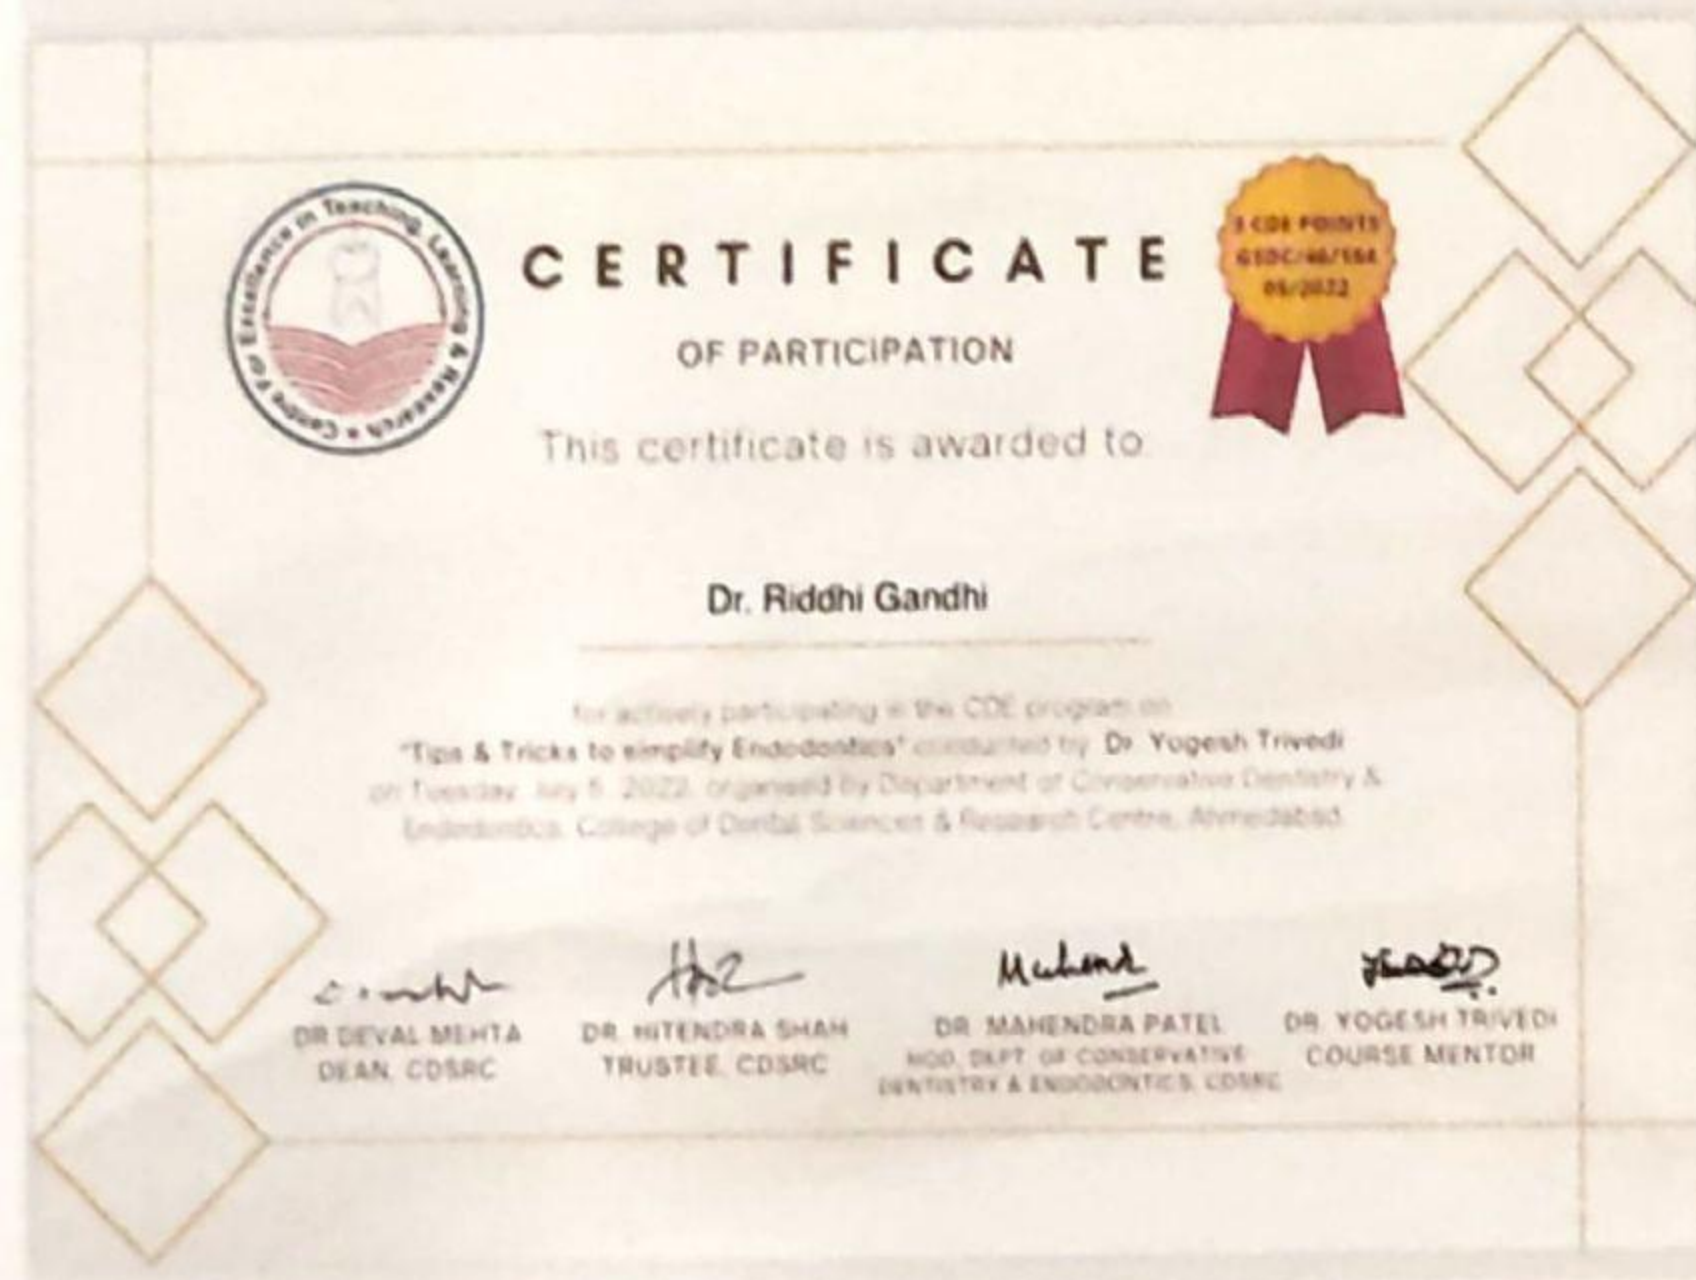 Centre For Excellence in Teaching, Learning & Research
CERTIFICATE
OF PARTICIPATION
This certificate is awarded to
3 CDE POINTS
05/2022
Dr. Riddhi Gandhi
for actively participating in the CDE program on
"Tips & Tricks to simplify Endodontics" conducted by Dr Yogesh Trivedi
on Tuesday, July 5, 2022, organised by Department of Conservative Dentistry &
Endodontics, College of Dental Sciences & Research Centre, Ahmedabad.
DR DEVAL MEHTA
DEAN, CDSRC
DR. HITENDRA SHAH
TRUSTEE, CDSRC
DR. MAHENDRA PATEL
HOD, DEPT. OF CONSERVATIVE
DENTISTRY & ENDODONTICS, CDSRC
DR. YOGESH TRIVEDI
COURSE MENTOR